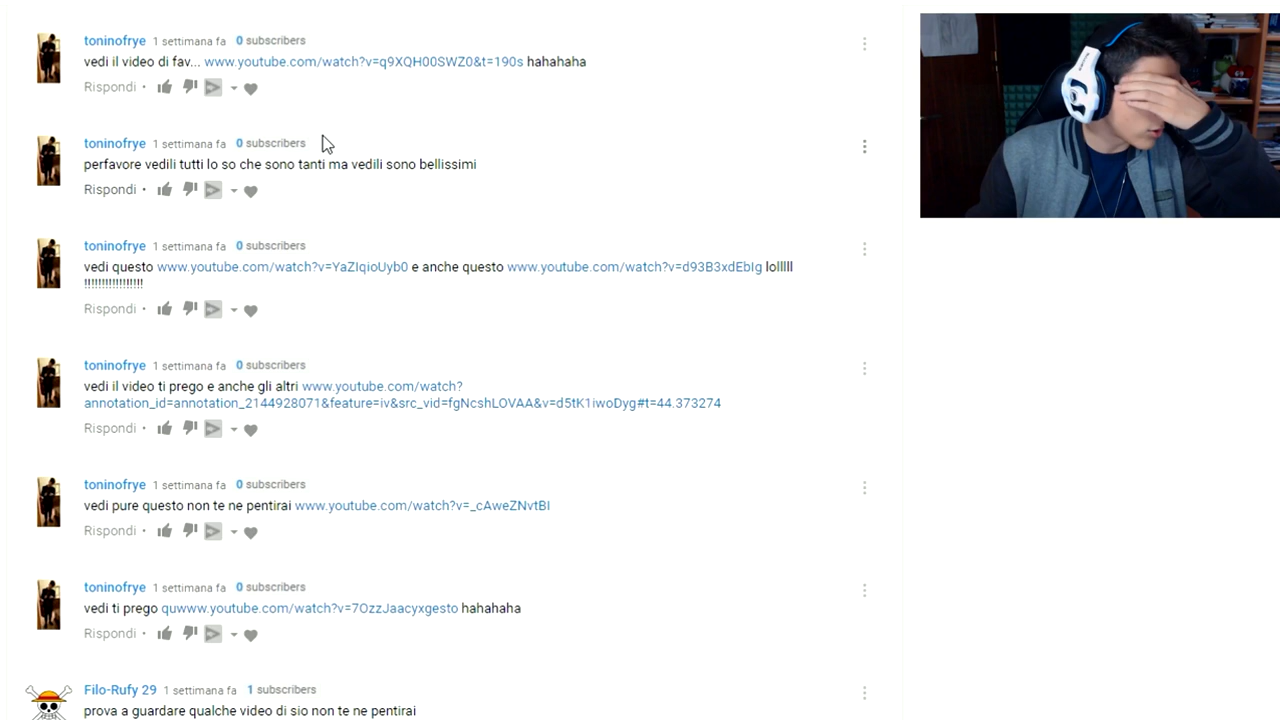 toninofrye 1 settimana fa 0 subscribers
vedi il video di fav... www.youtube.com/watch?v=q9XQH00SWZ0&t=190s hahahaha
Rispondi •
toninofrye 1 settimana fa 0 subscribers
perfavore vedili tutti lo so che sono tanti ma vedili sono bellissimi
Rispondi •
toninofrye 1 settimana fa 0 subscribers
vedi questo www.youtube.com/watch?v=YaZIqioUyb0 e anche questo www.youtube.com/watch?v=d93B3xdEbIg lolllll
!!!!!!!!!!!!!!!!!
Rispondi •
toninofrye 1 settimana fa 0 subscribers
vedi il video ti prego e anche gli altri www.youtube.com/watch?
annotation_id=annotation_2144928071&feature=iv&src_vid=fgNcshLOVAA&v=d5tK1iwoDyg#t=44.373274
Rispondi •
toninofrye 1 settimana fa 0 subscribers
vedi pure questo non te ne pentirai www.youtube.com/watch?v=_cAweZNvtBI
Rispondi •
toninofrye 1 settimana fa 0 subscribers
vedi ti prego quwww.youtube.com/watch?v=7OzzJaacyxgesto hahahaha
Rispondi •
Filo-Rufy 29 1 settimana fa 1 subscribers
prova a guardare qualche video di sio non te ne pentirai